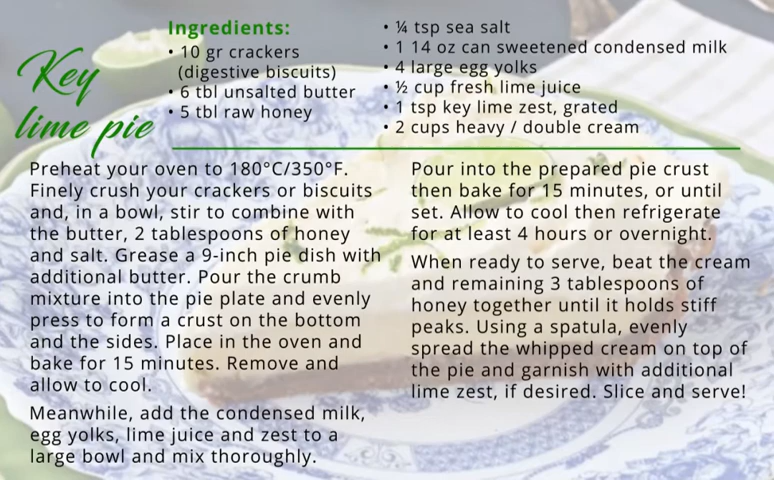 Key
lime pie
Ingredients:
• 10 gr crackers
(digestive biscuits)
• 6 tbl unsalted butter
• 5 tbl raw honey
• ¼ tsp sea salt
• 1 14 oz can sweetened condensed milk
• 4 large egg yolks
• ½ cup fresh lime juice
• 1 tsp key lime zest, grated
• 2 cups heavy / double cream
Preheat your oven to 180°C/350°F.
Finely crush your crackers or biscuits
and, in a bowl, stir to combine with
the butter, 2 tablespoons of honey
and salt. Grease a 9-inch pie dish with
additional butter. Pour the crumb
mixture into the pie plate and evenly
press to form a crust on the bottom
and the sides. Place in the oven and
bake for 15 minutes. Remove and
allow to cool.
Meanwhile, add the condensed milk,
egg yolks, lime juice and zest to a
large bowl and mix thoroughly.
Pour into the prepared pie crust
then bake for 15 minutes, or until
set. Allow to cool then refrigerate
for at least 4 hours or overnight.
When ready to serve, beat the cream
and remaining 3 tablespoons of
honey together until it holds stiff
peaks. Using a spatula, evenly
spread the whipped cream on top of
the pie and garnish with additional
lime zest, if desired. Slice and serve!